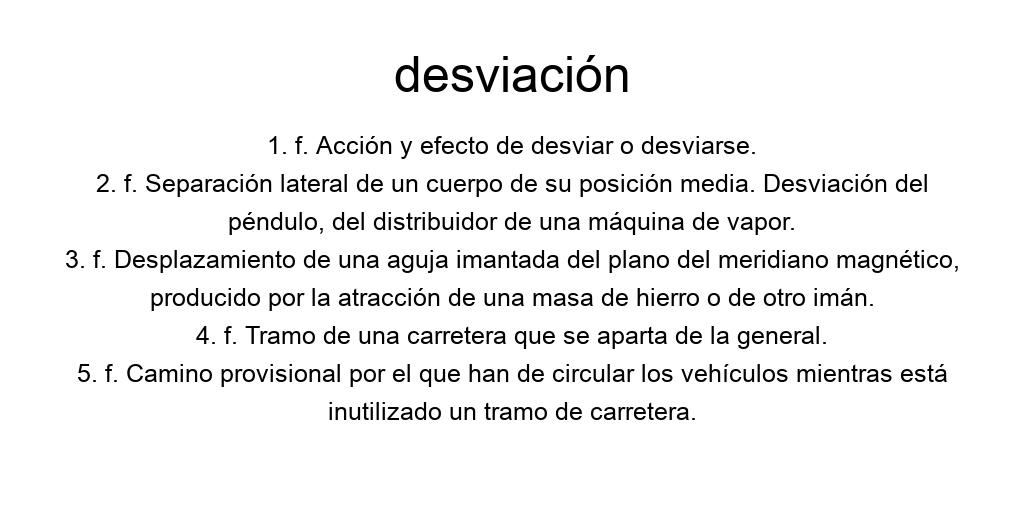 desviación
1. f. Acción y efecto de desviar o desviarse.
2. f. Separación lateral de un cuerpo de su posición media. Desviación del
péndulo, del distribuidor de una máquina de vapor.
3. f. Desplazamiento de una aguja imantada del plano del meridiano magnético,
producido por la atracción de una masa de hierro o de otro imán.
4. f. Tramo de una carretera que se aparta de la general.
5. f. Camino provisional por el que han de circular los vehículos mientras está
inutilizado un tramo de carretera.